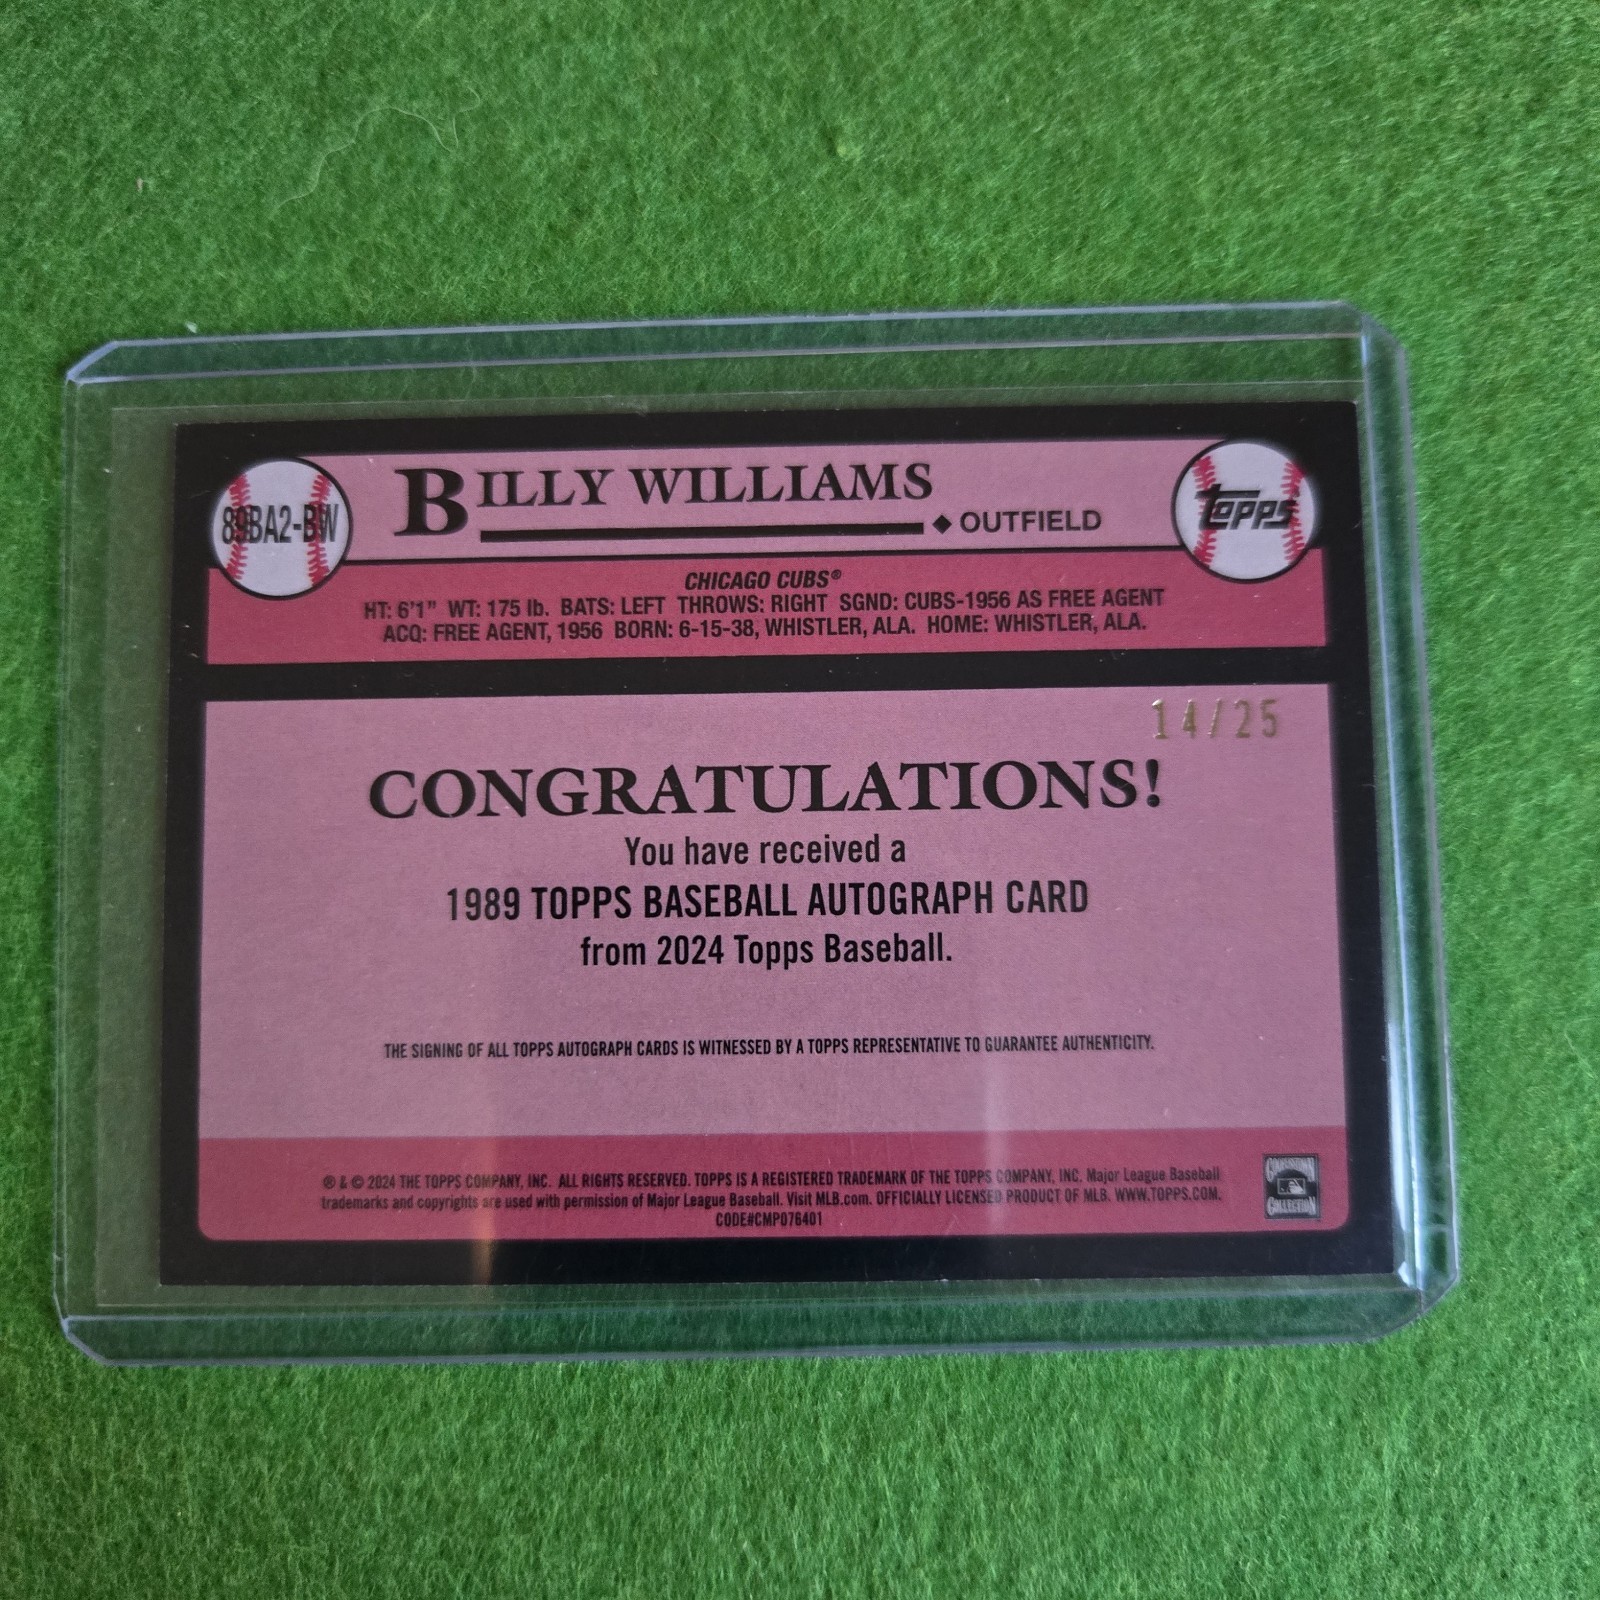 89BA2-BW
BILLY WILLIAMS
OUTFIELD
Topps
CHICAGO CUBS®
HT: 6'1" WT: 175 lb. BATS: LEFT THROWS: RIGHT SGND: CUBS-1956 AS FREE AGENT
ACQ: FREE AGENT, 1956 BORN: 6-15-38, WHISTLER, ALA. HOME: WHISTLER, ALA.
14/25
CONGRATULATIONS!
You have received a
1989 TOPPS BASEBALL AUTOGRAPH CARD
from 2024 Topps Baseball.
THE SIGNING OF ALL TOPPS AUTOGRAPH CARDS IS WITNESSED BY A TOPPS REPRESENTATIVE TO GUARANTEE AUTHENTICITY.
® & © 2024 THE TOPPS COMPANY, INC. ALL RIGHTS RESERVED. TOPPS IS A REGISTERED TRADEMARK OF THE TOPPS COMPANY, INC. Major League Baseball
trademarks and copyrights are used with permission of Major League Baseball. Visit MLB.com. OFFICIALLY LICENSED PRODUCT OF MLB. WWW.TOPPS.COM.
CODE#CMP076401
COOPERSTOWN
COLLECTION